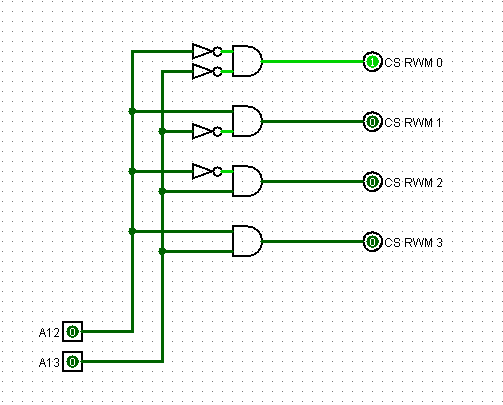 1 CS RWM 0
0 CS RWM 1
0 CS RWM 2
0 CS RWM 3
A12 0
A13 0